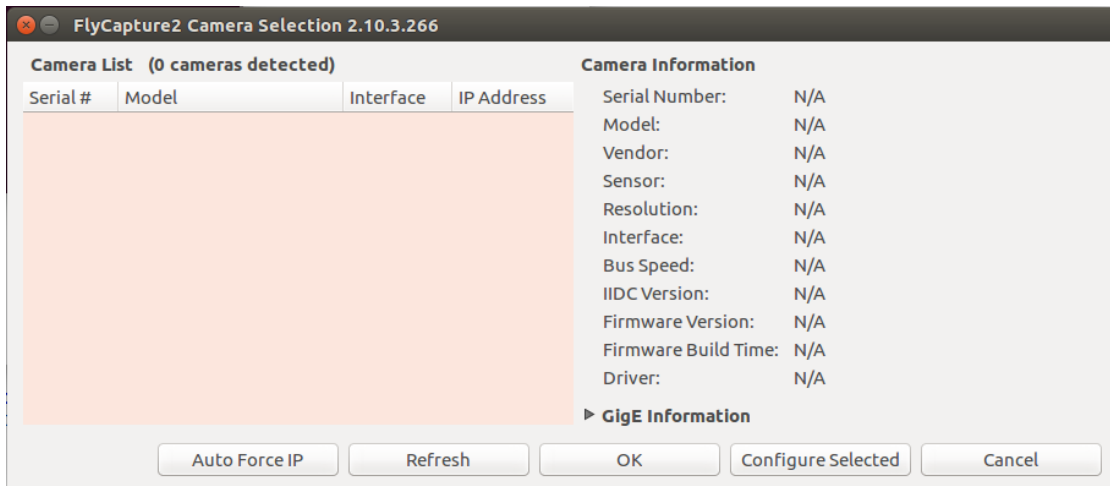 FlyCapture2 Camera Selection 2.10.3.266
Camera List (0 cameras detected)
Serial # Model Interface IP Address
Camera Information
Serial Number: N/A
Model: N/A
Vendor: N/A
Sensor: N/A
Resolution: N/A
Interface: N/A
Bus Speed: N/A
IIDC Version: N/A
Firmware Version: N/A
Firmware Build Time: N/A
Driver: N/A
GigE Information
Auto Force IP Refresh OK Configure Selected Cancel